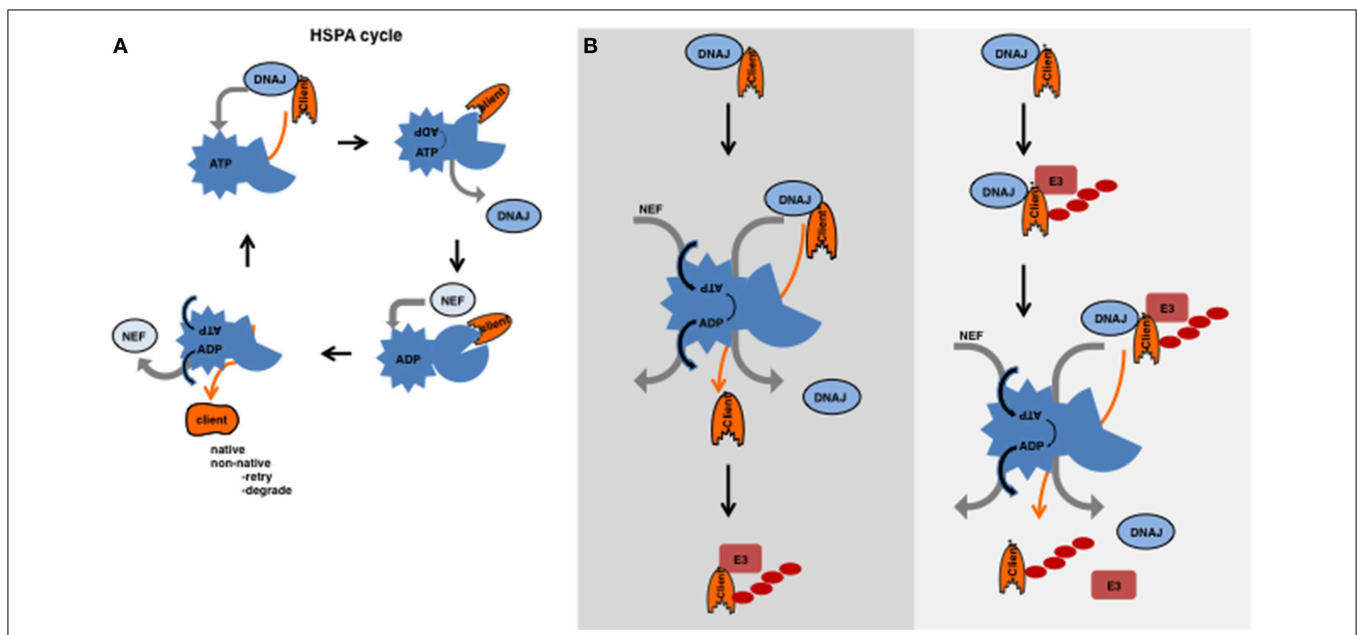 A
HSPA cycle
DNAJ
Client
ATP
ADP
ATP
client
DNAJ
NEF
client
ADP
NEF
ATP
ADP
client
native
non-native
-retry
-degrade
B
DNAJ
-Client
NEF
DNAJ
Client
ATP
ADP
DNAJ
-Client
E3
-Client
DNAJ
-Client
DNAJ
E3
-Client
NEF
DNAJ
E3
-Client
ATP
ADP
DNAJ
-Client
E3